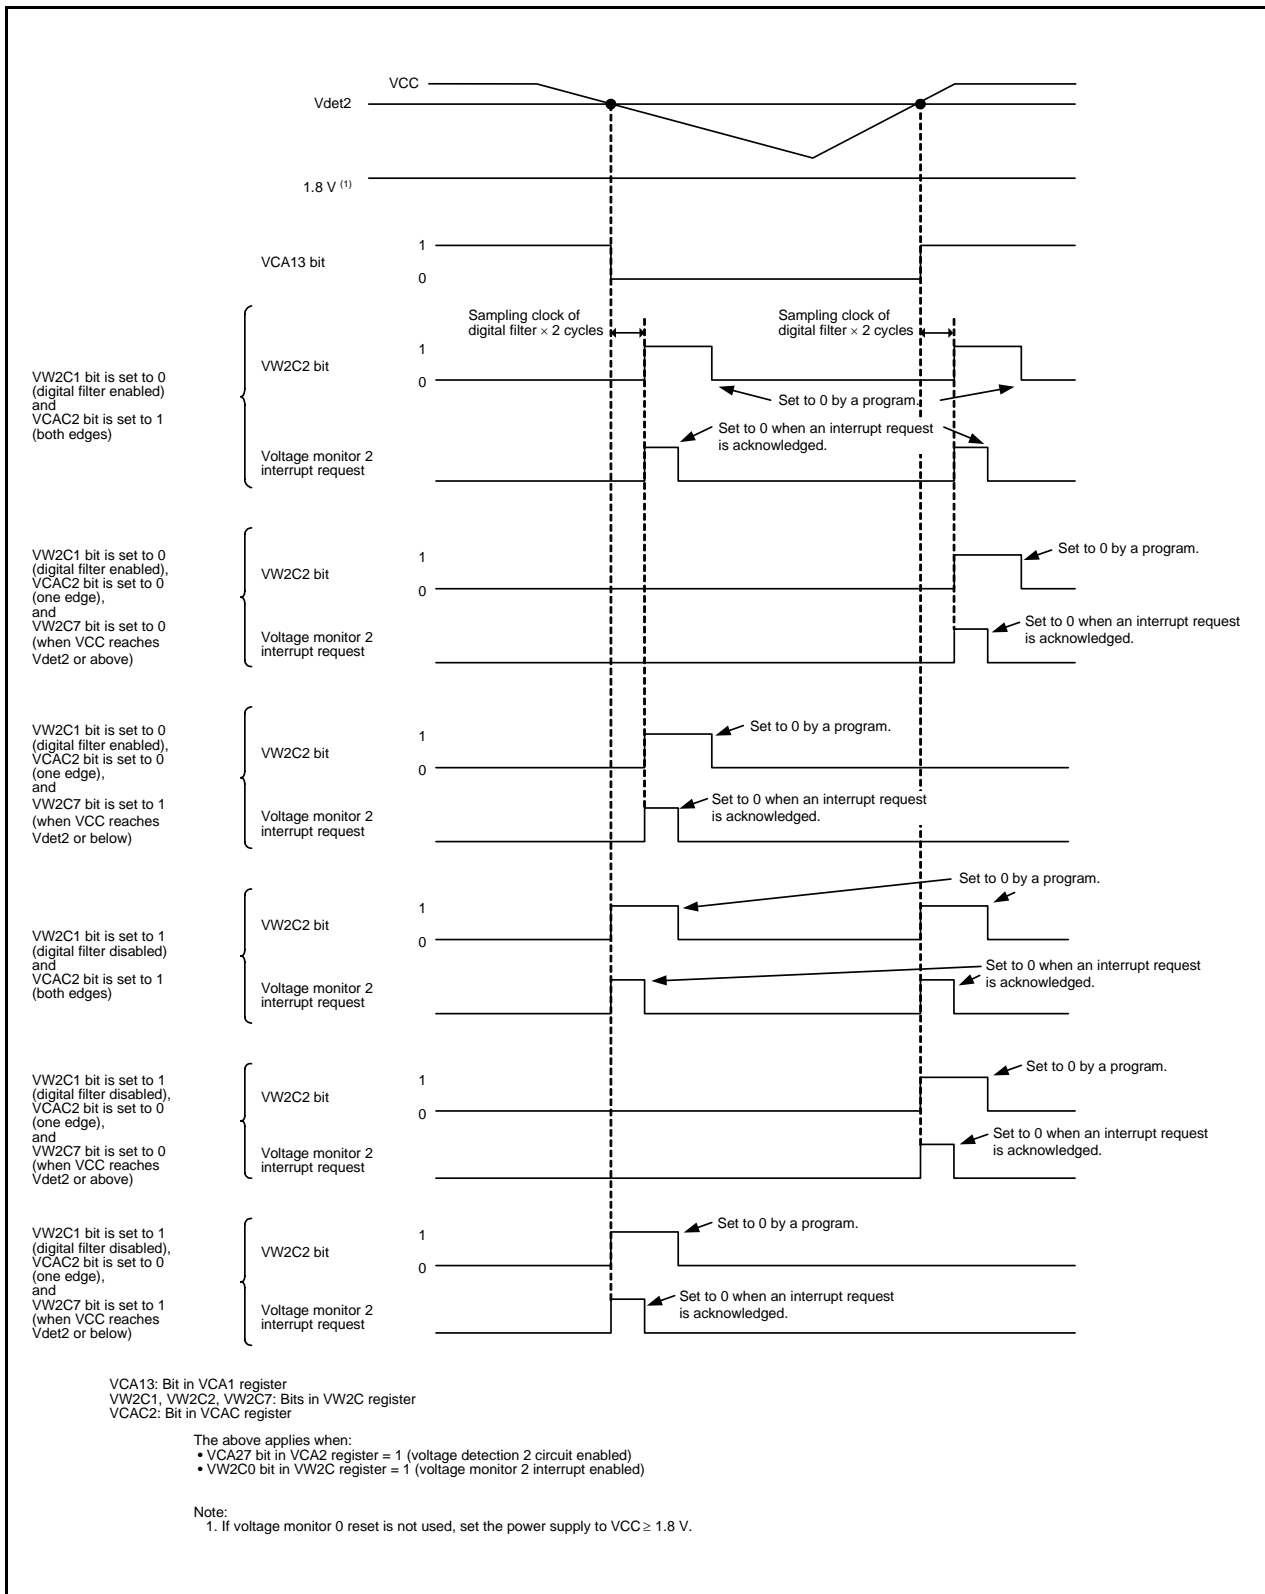 VCC
Vdet2
1.8 V (1)
VCA13 bit
1
0
Sampling clock of
digital filter × 2 cycles
Sampling clock of
digital filter × 2 cycles
VW2C1 bit is set to 0
(digital filter enabled)
and
VCAC2 bit is set to 1
(both edges)
VW2C2 bit
1
0
Set to 0 by a program.
Voltage monitor 2
interrupt request
Set to 0 when an interrupt request
is acknowledged.
VW2C1 bit is set to 0
(digital filter enabled),
VCAC2 bit is set to 0
(one edge),
and
VW2C7 bit is set to 0
(when VCC reaches
Vdet2 or above)
VW2C2 bit
1
0
Set to 0 by a program.
Voltage monitor 2
interrupt request
Set to 0 when an interrupt request
is acknowledged.
VW2C1 bit is set to 0
(digital filter enabled),
VCAC2 bit is set to 0
(one edge),
and
VW2C7 bit is set to 1
(when VCC reaches
Vdet2 or below)
VW2C2 bit
1
0
Set to 0 by a program.
Voltage monitor 2
interrupt request
Set to 0 when an interrupt request
is acknowledged.
VW2C1 bit is set to 1
(digital filter disabled)
and
VCAC2 bit is set to 1
(both edges)
VW2C2 bit
1
0
Set to 0 by a program.
Voltage monitor 2
interrupt request
Set to 0 when an interrupt request
is acknowledged.
VW2C1 bit is set to 1
(digital filter disabled),
VCAC2 bit is set to 0
(one edge),
and
VW2C7 bit is set to 0
(when VCC reaches
Vdet2 or above)
VW2C2 bit
1
0
Set to 0 by a program.
Voltage monitor 2
interrupt request
Set to 0 when an interrupt request
is acknowledged.
VW2C1 bit is set to 1
(digital filter disabled),
VCAC2 bit is set to 0
(one edge),
and
VW2C7 bit is set to 1
(when VCC reaches
Vdet2 or below)
VW2C2 bit
1
0
Set to 0 by a program.
Voltage monitor 2
interrupt request
Set to 0 when an interrupt request
is acknowledged.
VCA13: Bit in VCA1 register
VW2C1, VW2C2, VW2C7: Bits in VW2C register
VCAC2: Bit in VCAC register
The above applies when:
• VCA27 bit in VCA2 register = 1 (voltage detection 2 circuit enabled)
• VW2C0 bit in VW2C register = 1 (voltage monitor 2 interrupt enabled)
Note:
1. If voltage monitor 0 reset is not used, set the power supply to VCC ≥ 1.8 V.